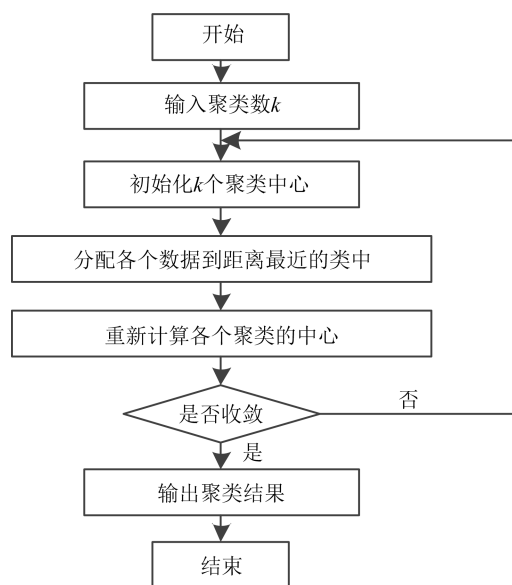 开始
输入聚类数k
初始化k个聚类中心
分配各个数据到距离最近的类中
重新计算各个聚类的中心
是否收敛
否
是
输出聚类结果
结束